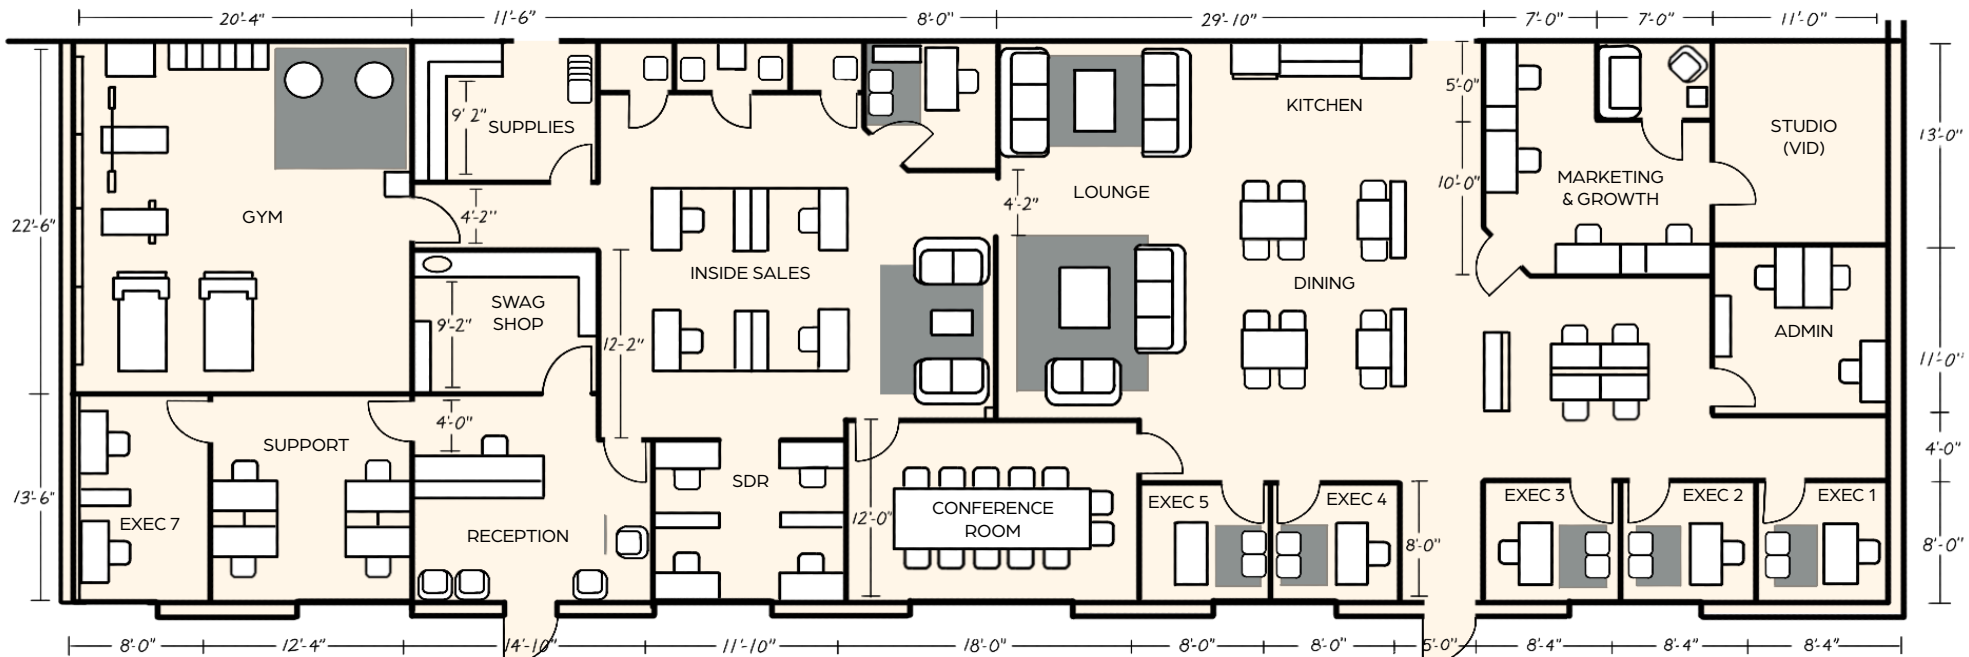 20'-4"
11'-6"
8'-0"
29'-10"
7'-0"
7'-0"
11'-0"
22'-6"
13'-6"
GYM
9' 2"
SUPPLIES
4'-2"
SWAG
SHOP
9'-2"
12'-2"
INSIDE SALES
4'-2"
LOUNGE
KITCHEN
DINING
5'-0"
10'-0"
MARKETING
& GROWTH
STUDIO
(VID)
ADMIN
13'-0"
11'-0"
4'-0"
8'-0"
EXEC 7
SUPPORT
4'-0"
RECEPTION
SDR
12'-0"
CONFERENCE
ROOM
EXEC 5
EXEC 4
8'-0"
EXEC 3
EXEC 2
EXEC 1
8'-0"
12'-4"
14'-10"
11'-10"
18'-0"
8'-0"
8'-0"
5'-0"
8'-4"
8'-4"
8'-4"